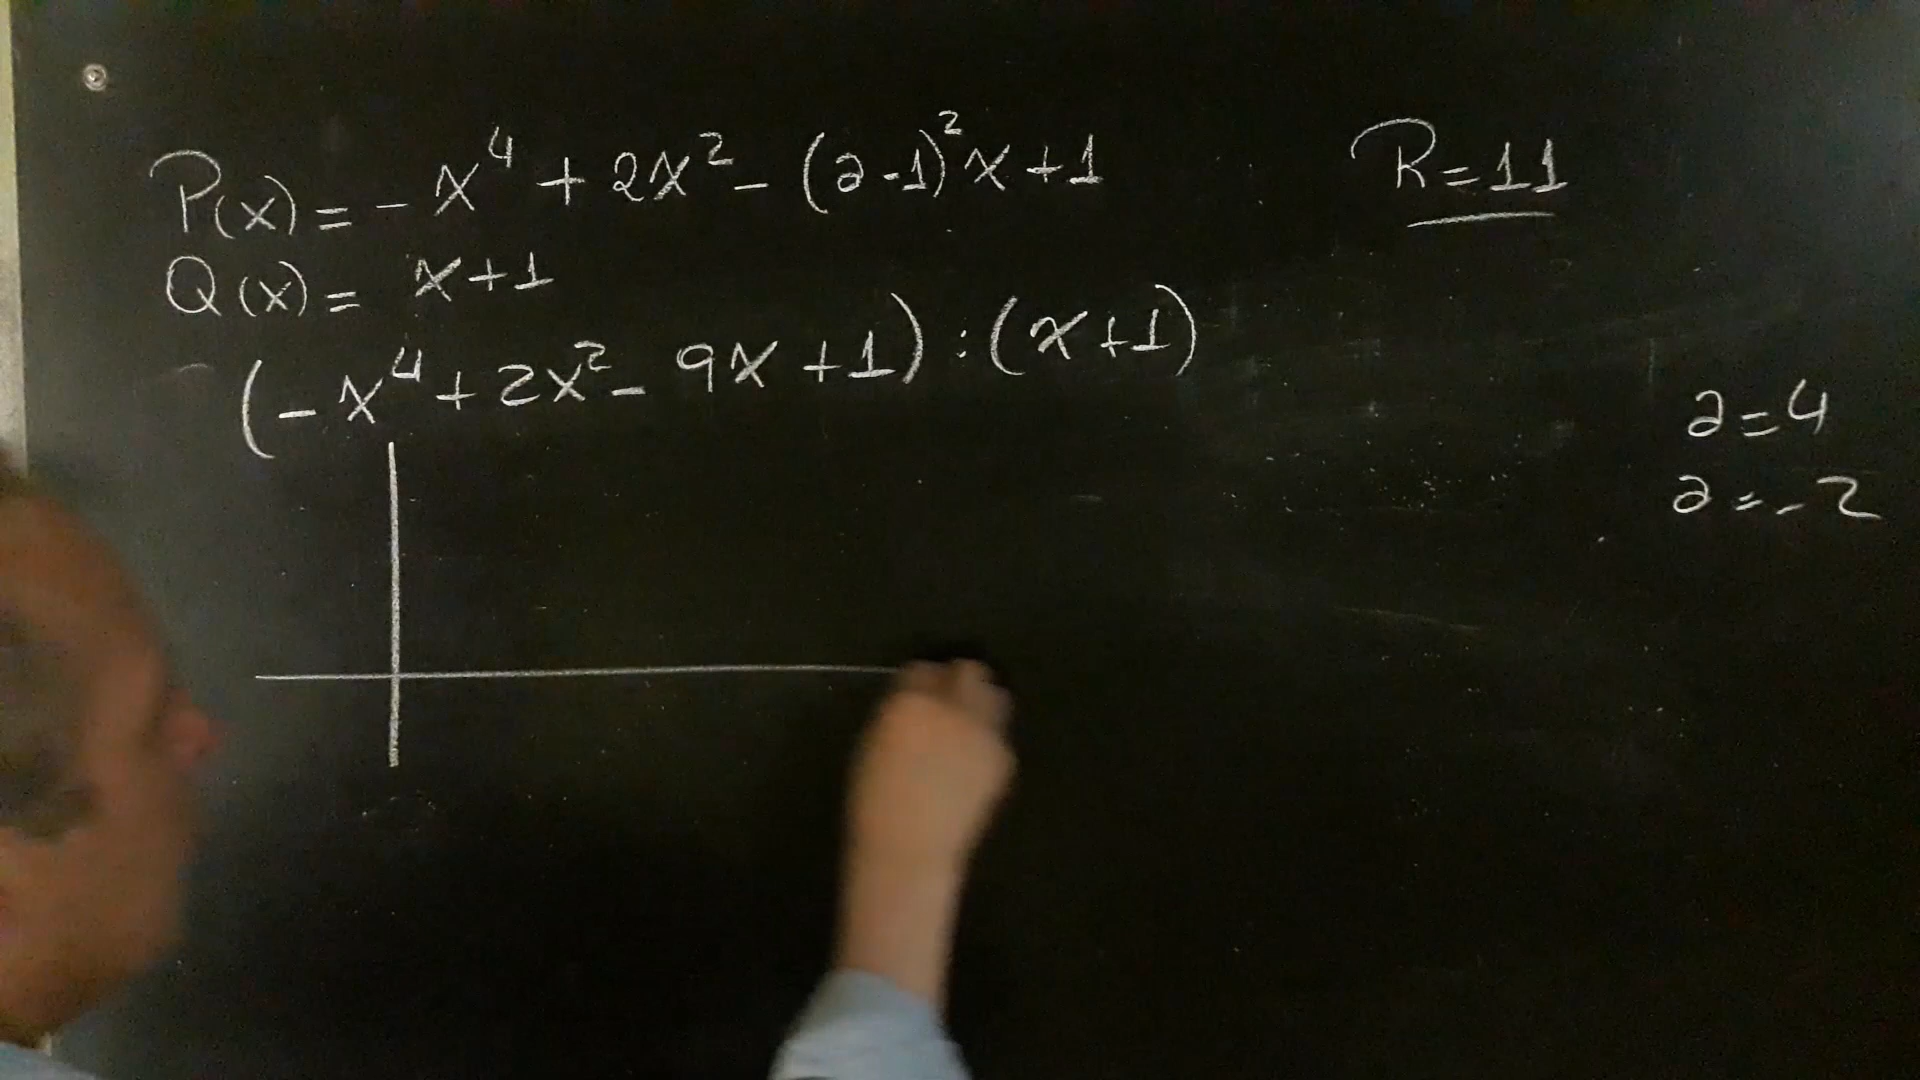 P(x) = - x⁴ + 2x² - (a-1)²x + 1
R = 11
Q(x) = x+1
(-x⁴ + 2x² - 9x + 1) : (x+1)
a = 4
a = -2